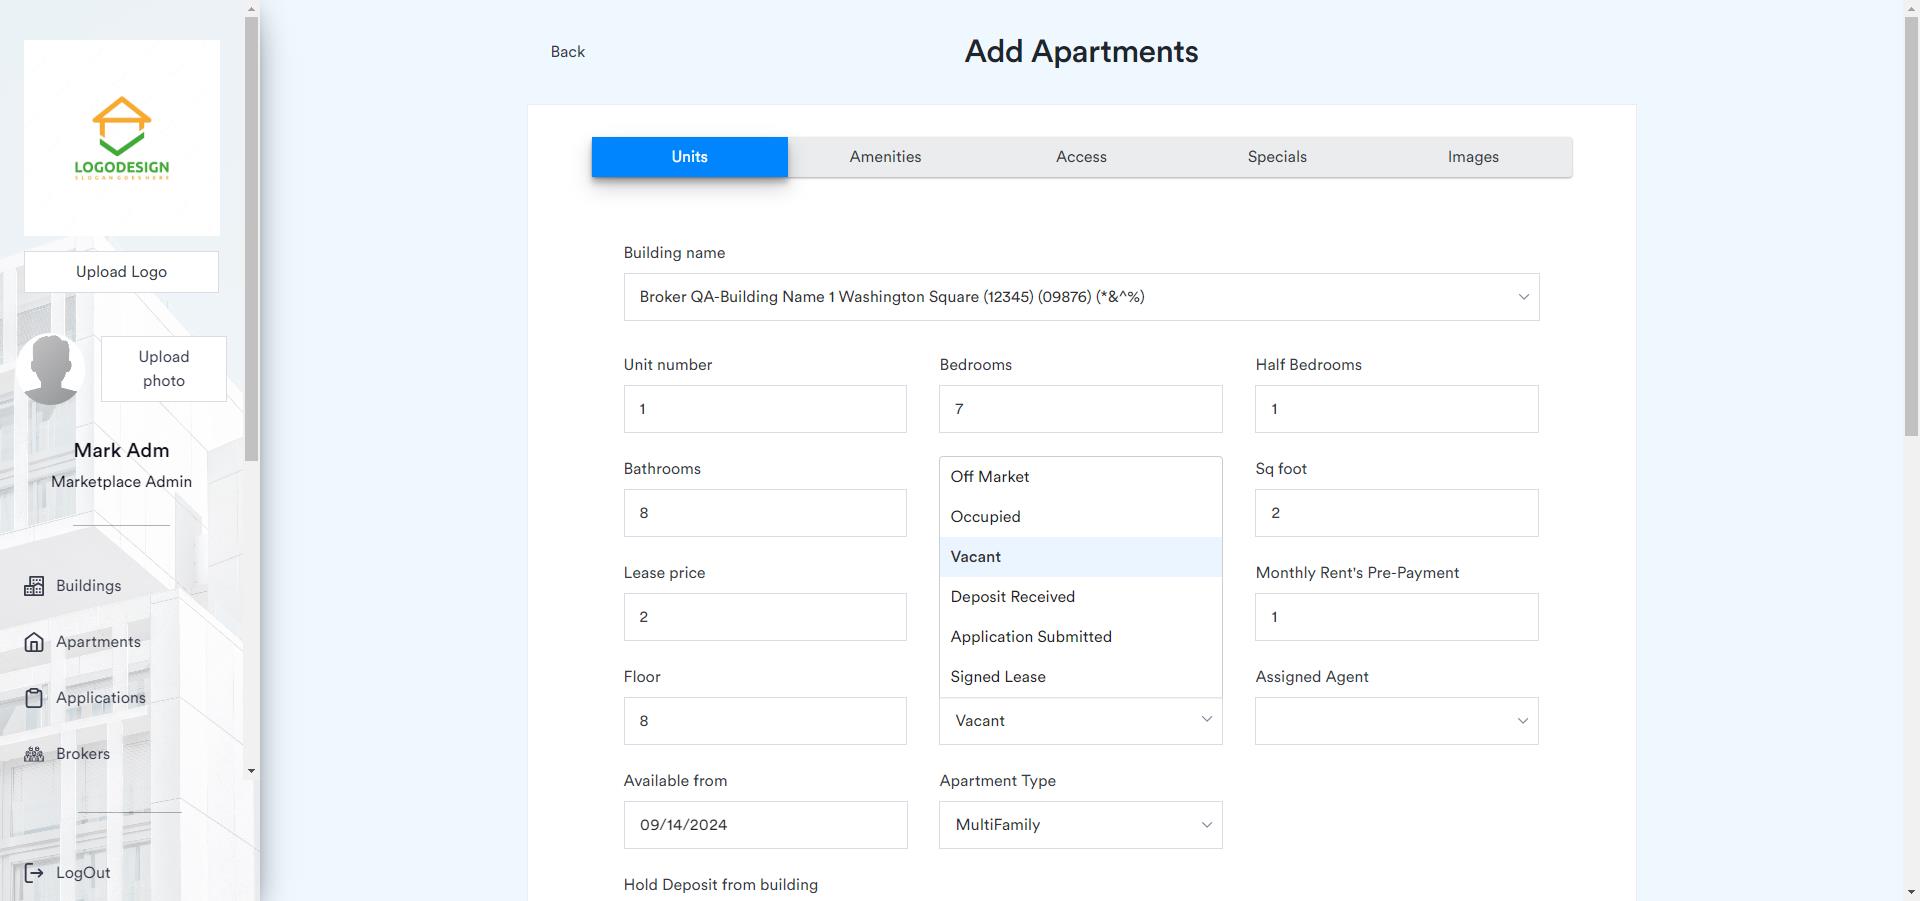 LOGODESIGN
SLOGAN GOES HERE
Upload Logo
Upload
photo
Mark Adm
Marketplace Admin
Buildings
Apartments
Applications
Brokers
LogOut
Back
Add Apartments
Units
Amenities
Access
Specials
Images
Building name
Broker QA-Building Name 1 Washington Square (12345) (09876) (*&^%)
Unit number
Bedrooms
Half Bedrooms
1
7
1
Bathrooms
Sq foot
8
2
Off Market
Occupied
Vacant
Deposit Received
Application Submitted
Signed Lease
Lease price
Monthly Rent's Pre-Payment
2
1
Floor
Assigned Agent
8
Vacant
Available from
Apartment Type
09/14/2024
MultiFamily
Hold Deposit from building